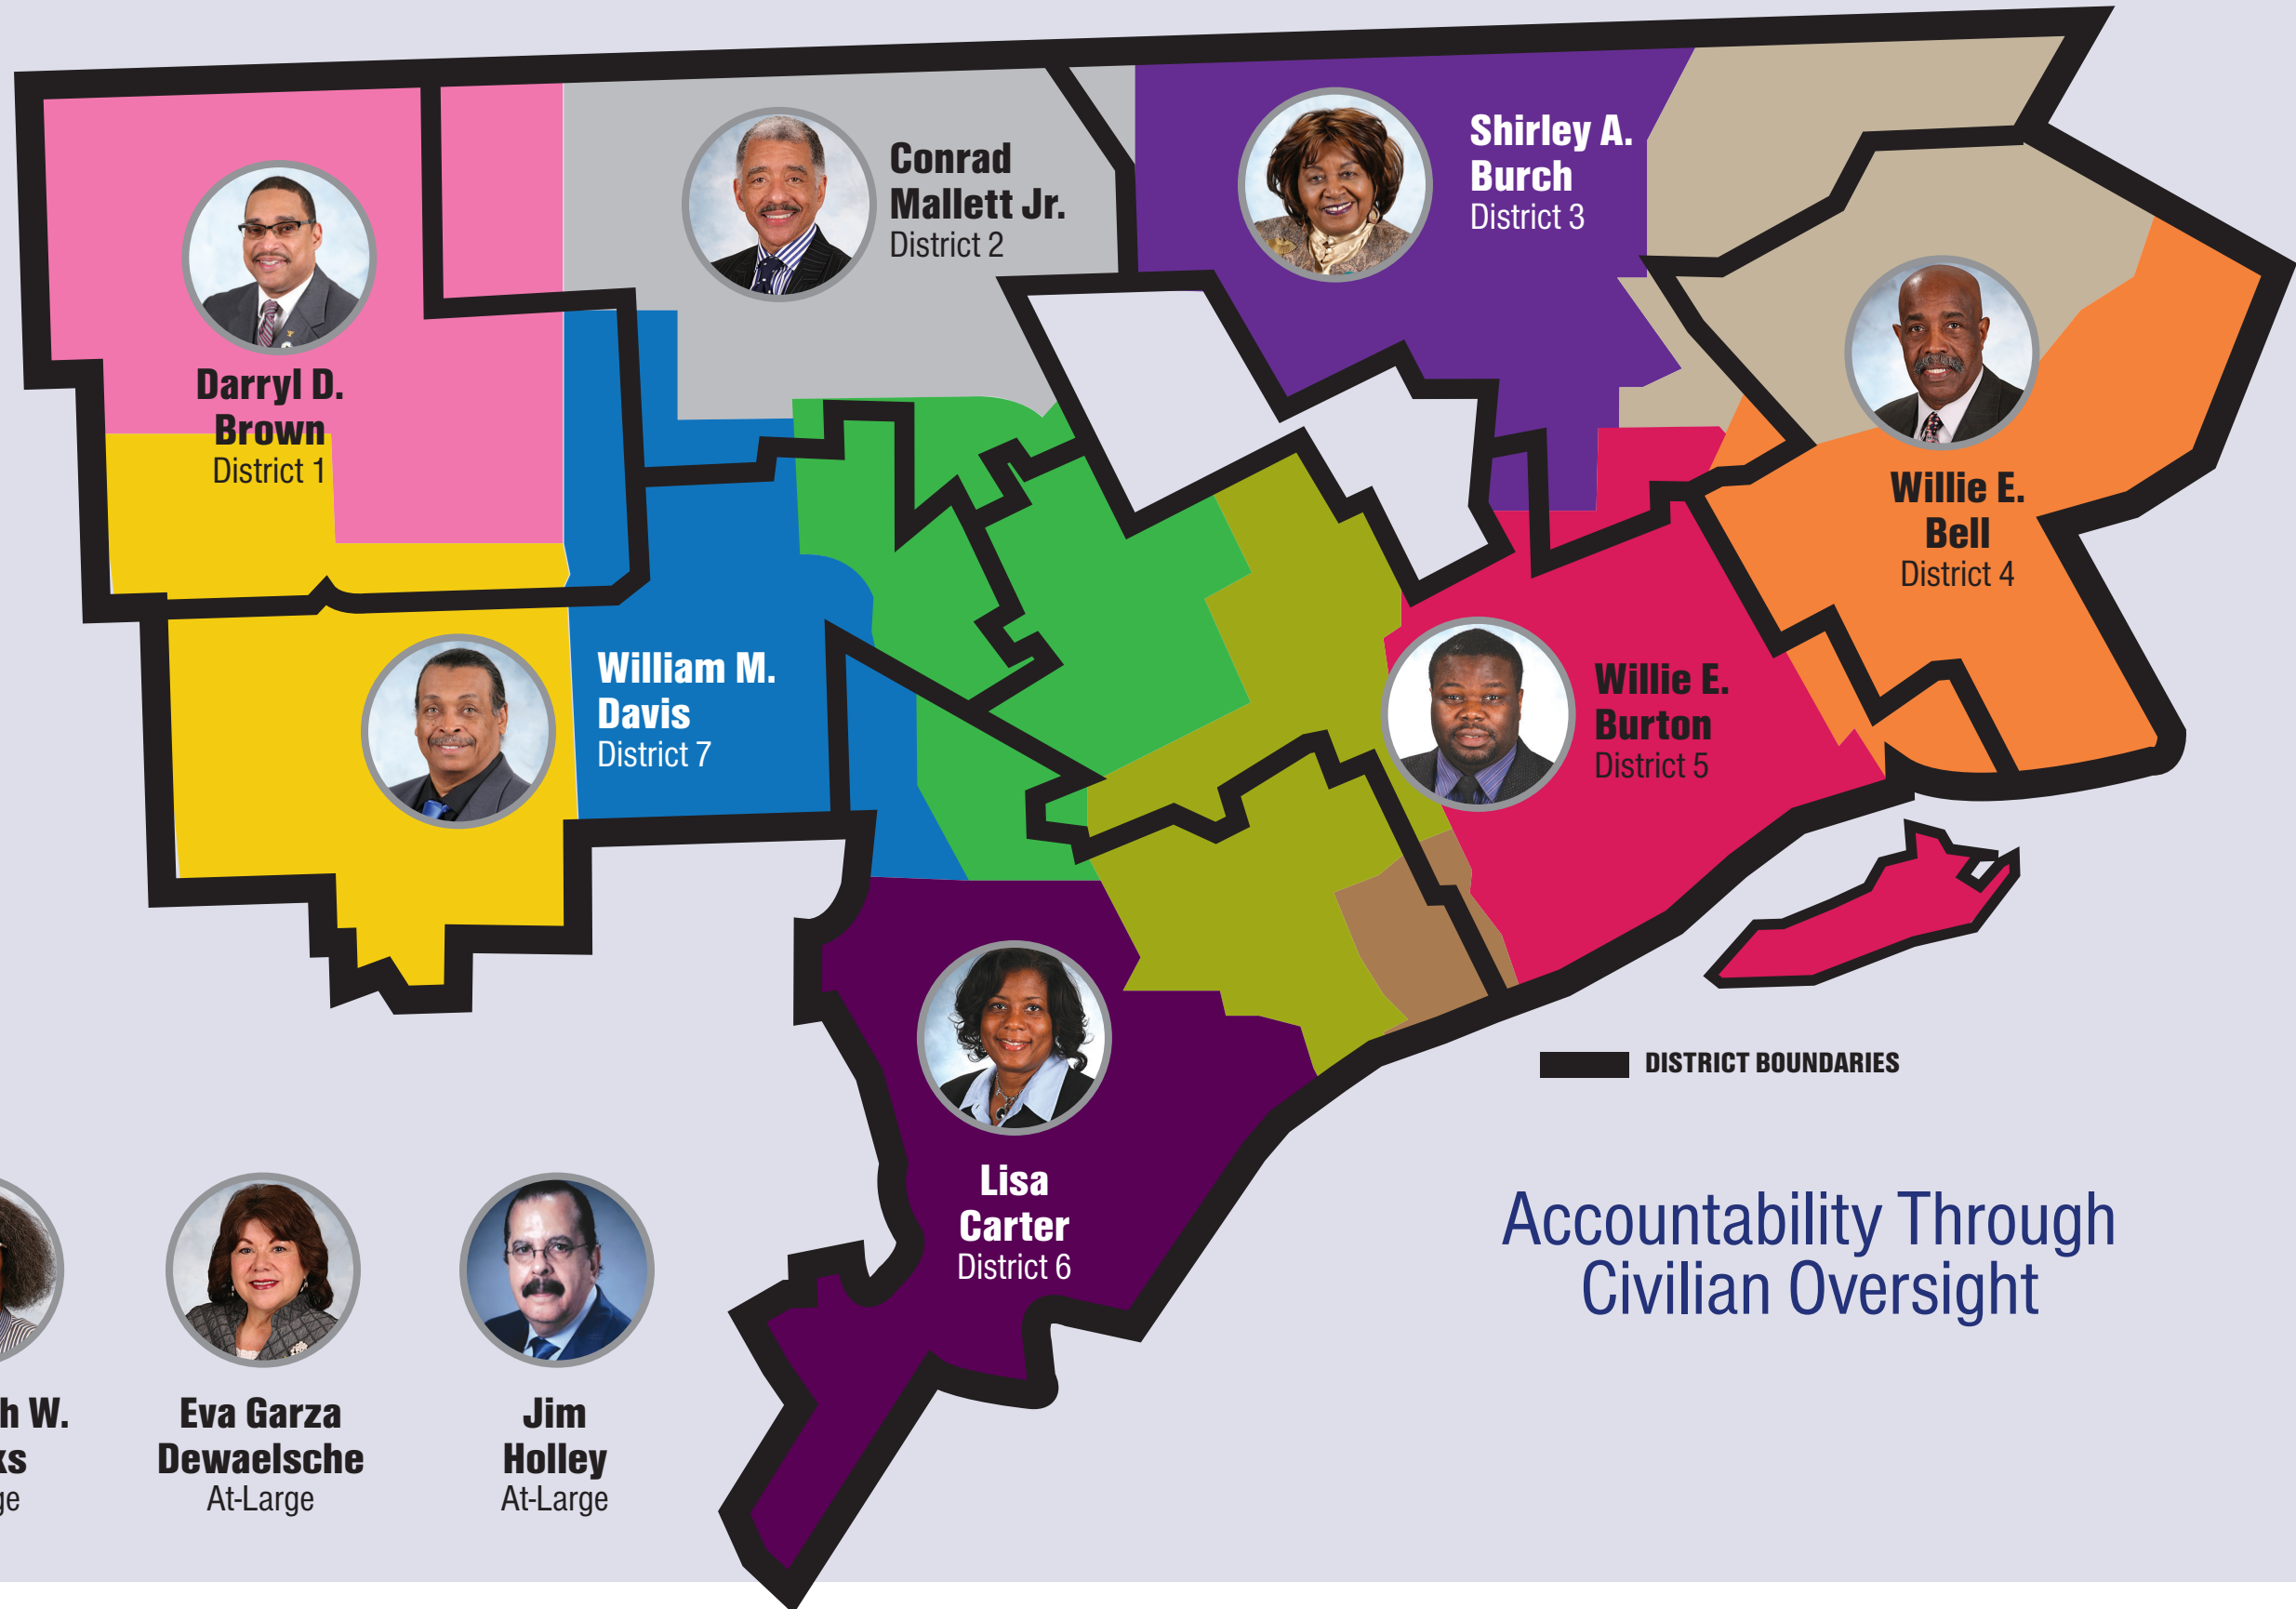 Conrad
Mallett Jr.
District 2
Shirley A.
Burch
District 3
Darryl D.
Brown
District 1
Willie E.
Bell
District 4
William M.
Davis
District 7
Willie E.
Burton
District 5
DISTRICT BOUNDARIES
Lisa
Carter
District 6
Accountability Through
Civilian Oversight
W.
Eva Garza
Dewaelsche
At-Large
Jim
Holley
At-Large